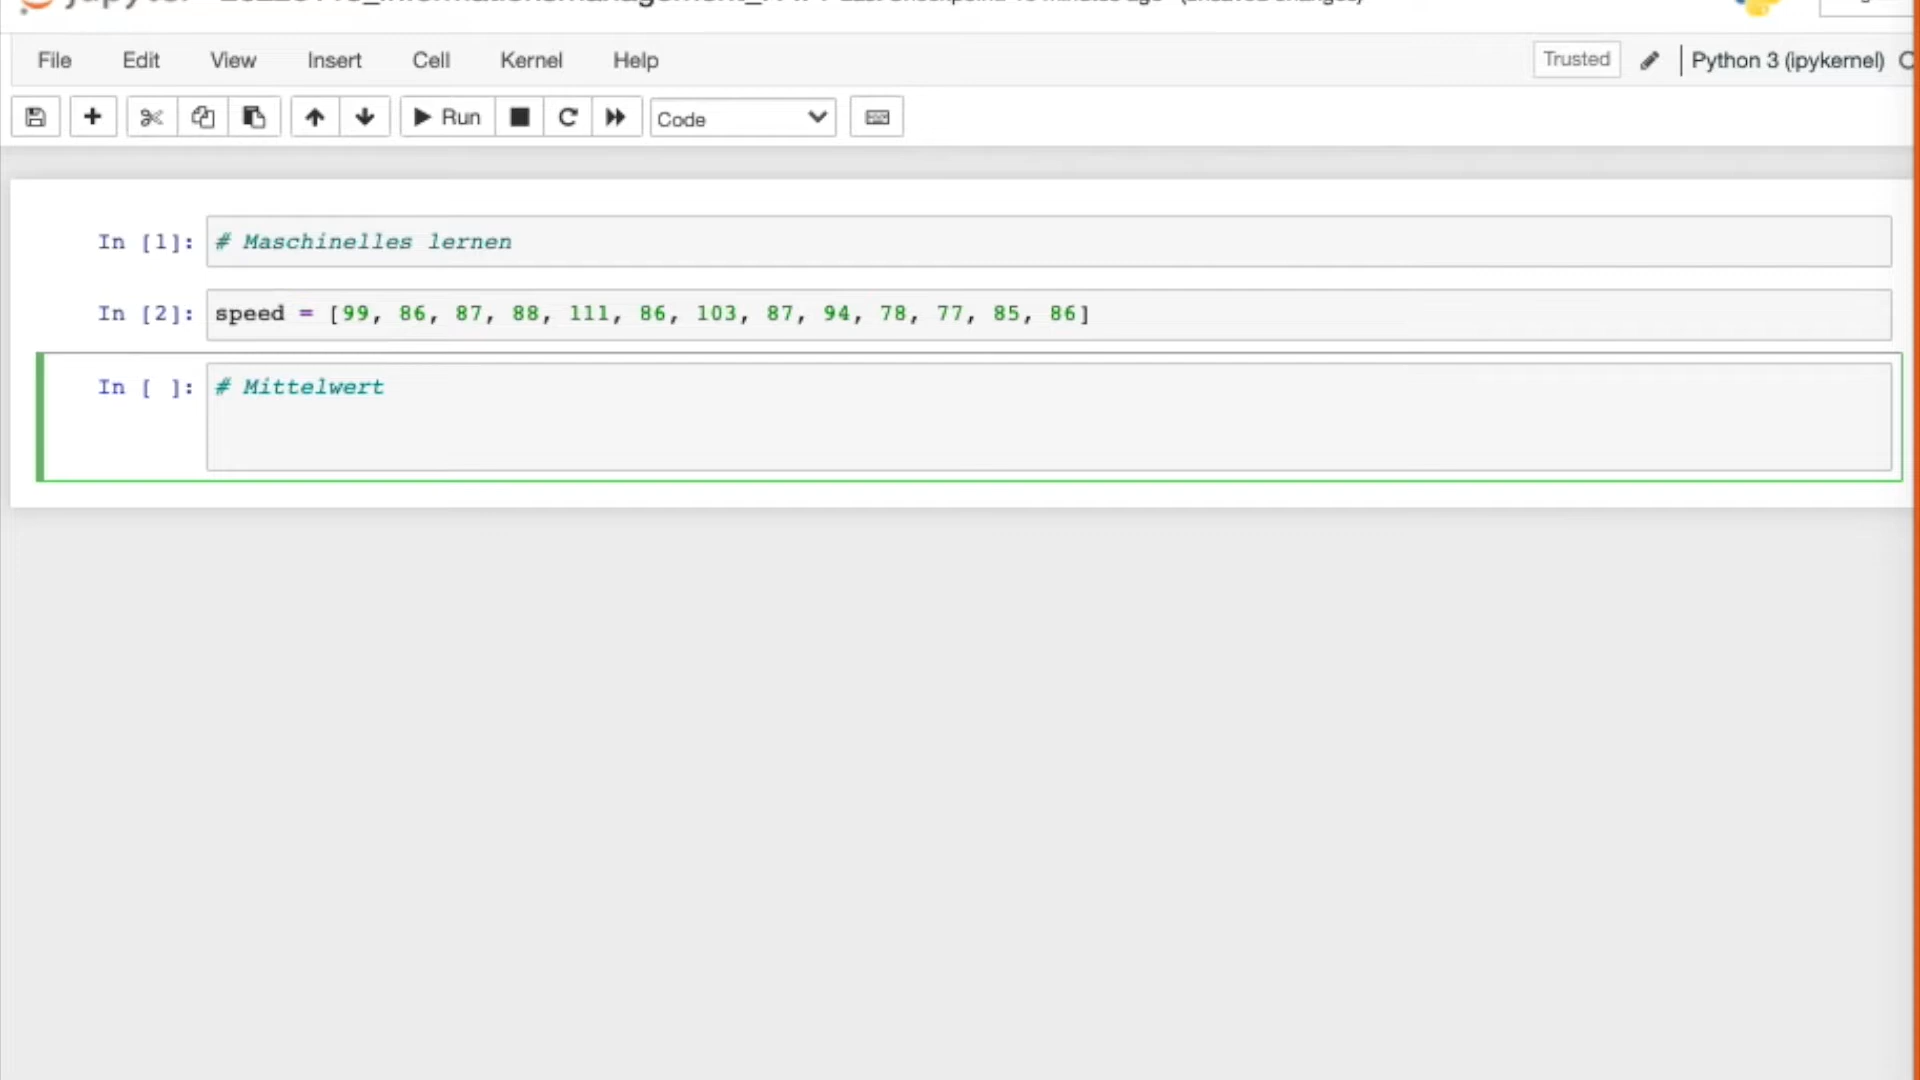 File Edit View Insert Cell Kernel Help Trusted Python 3 (ipykernel)
Run Code
In [1]: # Maschinelles lernen
In [2]: speed = [99, 86, 87, 88, 111, 86, 103, 87, 94, 78, 77, 85, 86]
In [ ]: # Mittelwert